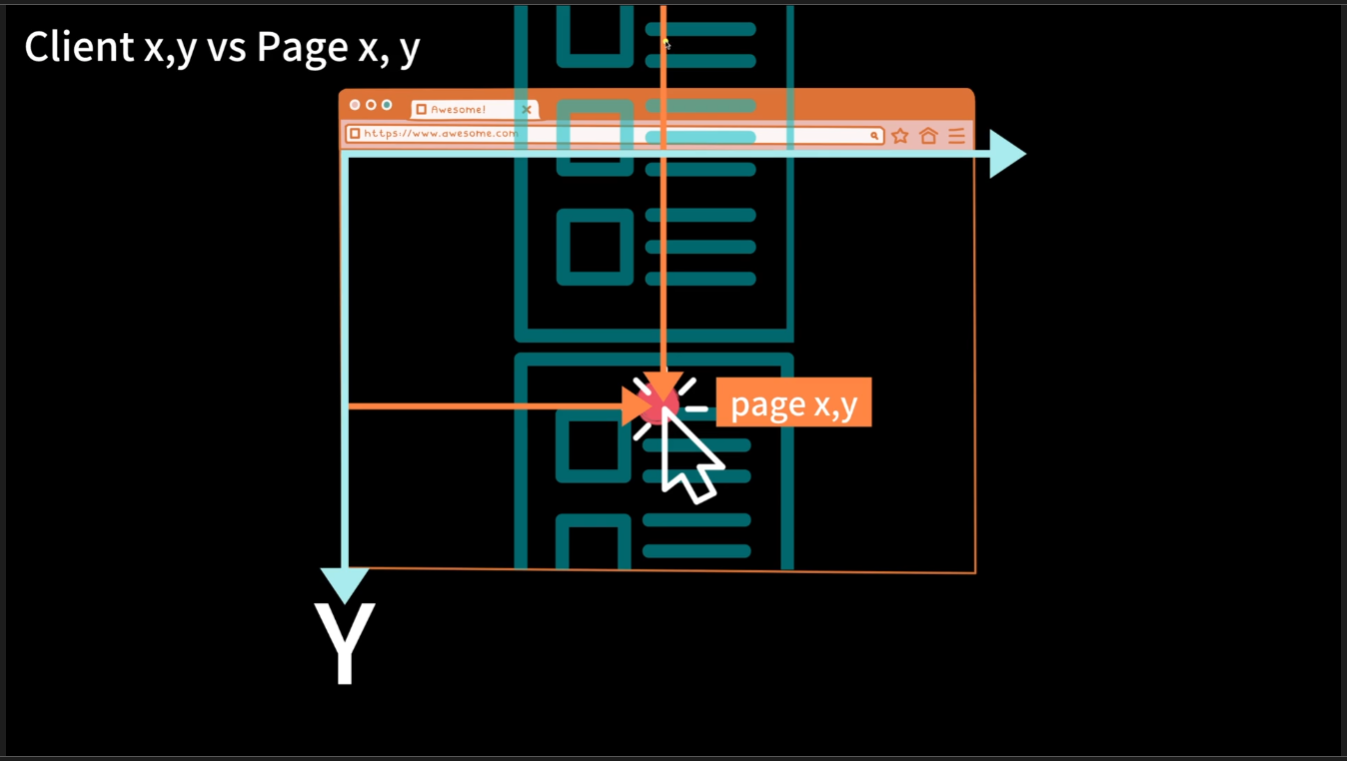 Client x,y vs Page x, y
Awesome!
https://www.awesome.com
page x,y
Y